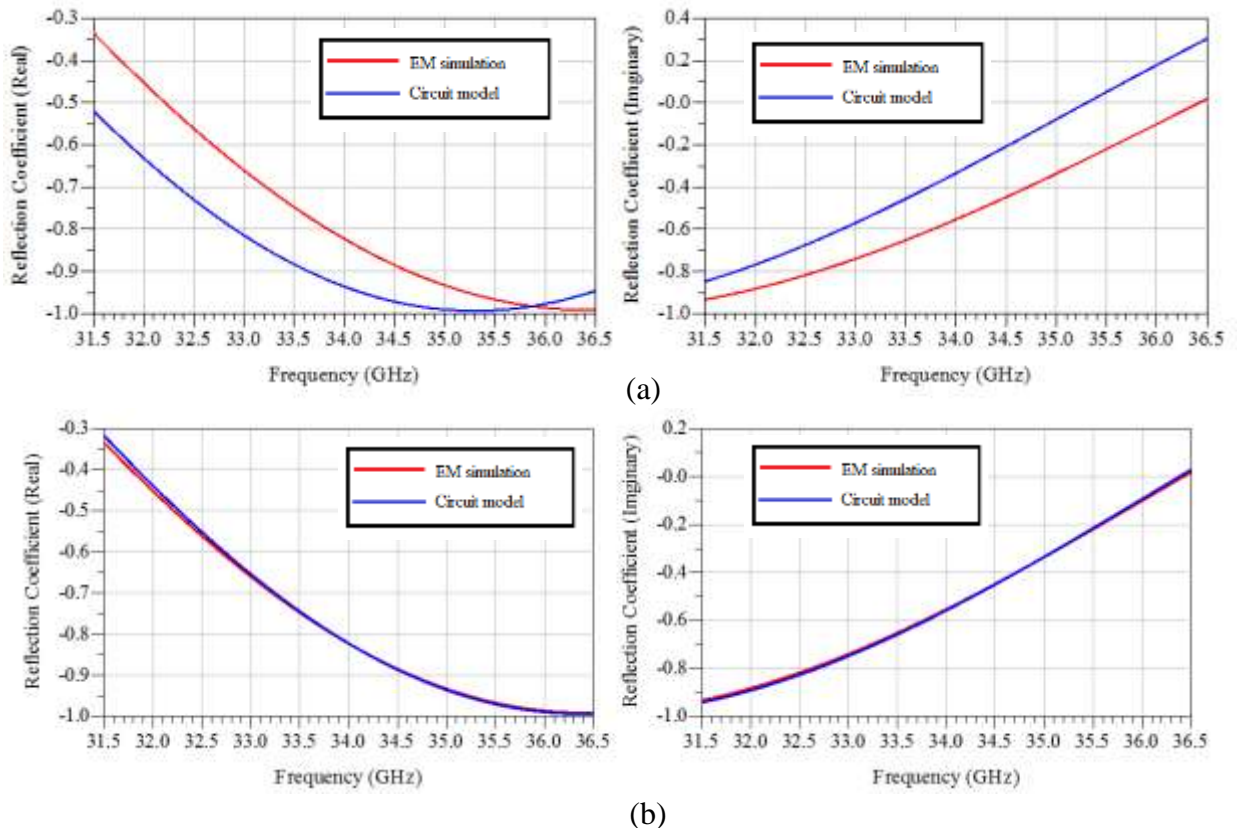 Reflection Coefficient (Real)
-0.3
-0.4
-0.5
-0.6
-0.7
-0.8
-0.9
-1.0
EM simulation
Circuit model
31.5 32.0 32.5 33.0 33.5 34.0 34.5 35.0 35.5 36.0 36.5
Frequency (GHz)
Reflection Coefficient (Imginary)
0.4
0.2
-0.0
-0.2
-0.4
-0.6
-0.8
-1.0
EM simulation
Circuit model
31.5 32.0 32.5 33.0 33.5 34.0 34.5 35.0 35.5 36.0 36.5
Frequency (GHz)
(a)
Reflection Coefficient (Real)
-0.3
-0.4
-0.5
-0.6
-0.7
-0.8
-0.9
-1.0
EM simulation
Circuit model
31.5 32.0 32.5 33.0 33.5 34.0 34.5 35.0 35.5 36.0 36.5
Frequency (GHz)
Reflection Coefficient (Imginary)
0.2
-0.0
-0.2
-0.4
-0.6
-0.8
-1.0
EM simulation
Circuit model
31.5 32.0 32.5 33.0 33.5 34.0 34.5 35.0 35.5 36.0 36.5
Frequency (GHz)
(b)